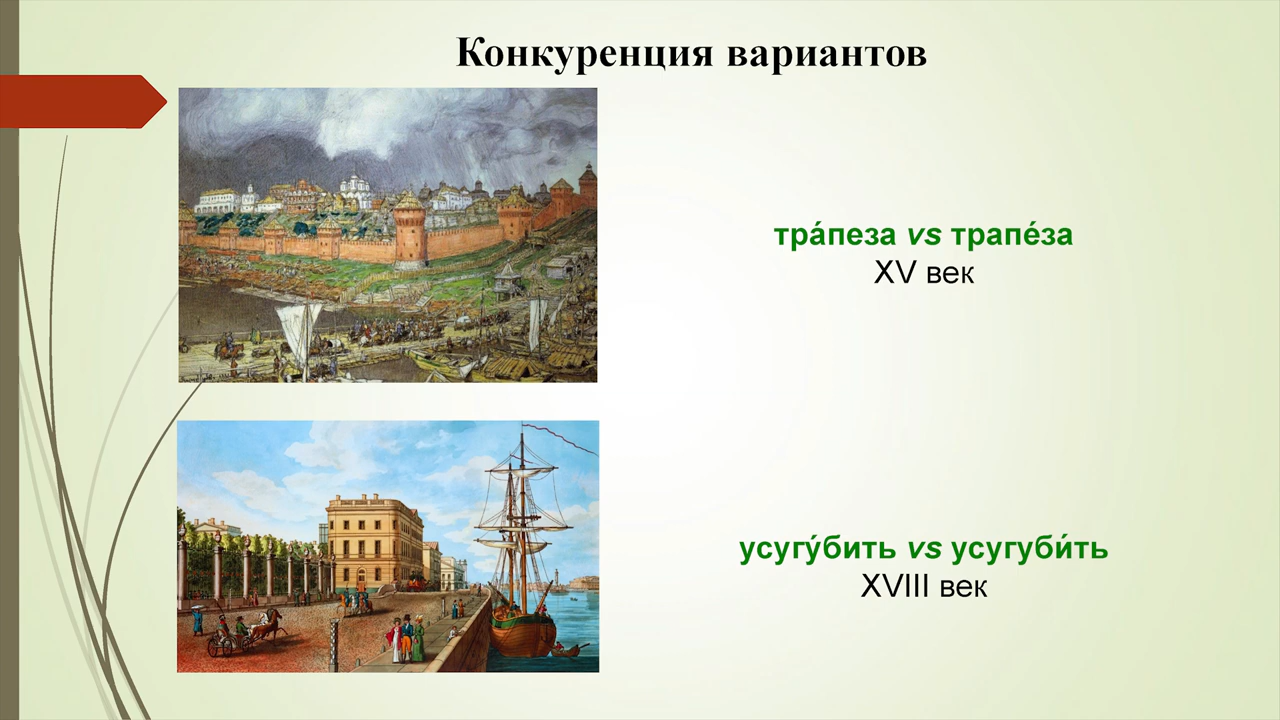 Конкуренция вариантов
тра́пеза vs трапе́за
XV век
усугу́бить vs усугуби́ть
XVIII век